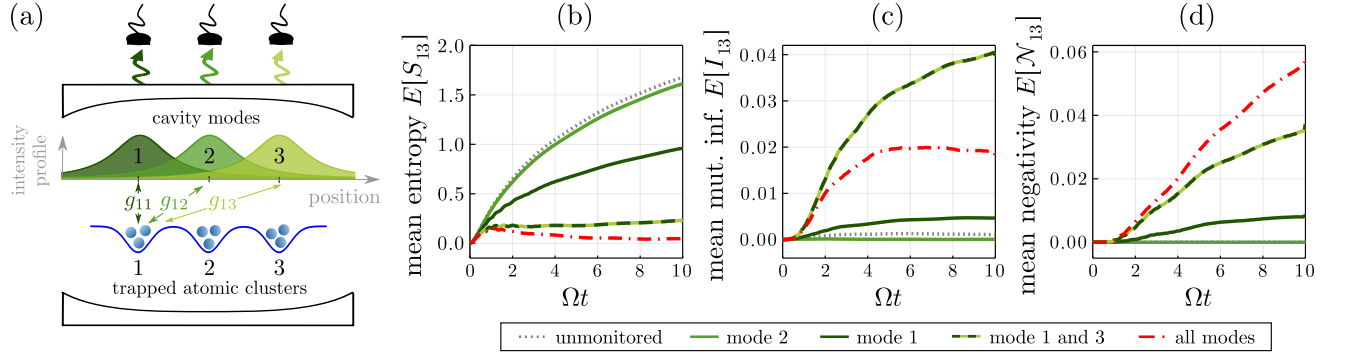 (a)
cavity modes
intensity
profile
1 2 3
position
g11 g12 g13
1 2 3
trapped atomic clusters
(b)
mean entropy E[S13]
2.0
1.5
1.0
0.5
0.0
0 2 4 6 8 10
Ωt
(c)
mean mut. inf. E[I13]
0.04
0.03
0.02
0.01
0.00
0 2 4 6 8 10
Ωt
(d)
mean negativity E[𝒩13]
0.06
0.04
0.02
0.00
0 2 4 6 8 10
Ωt
unmonitored mode 2 mode 1 mode 1 and 3 all modes